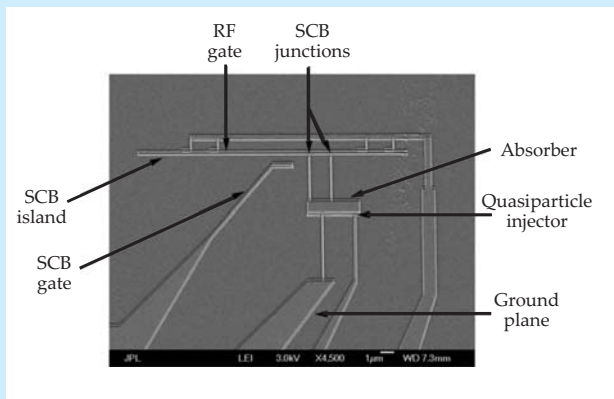 RF
gate
SCB
junctions
Absorber
SCB
island
Quasiparticle
injector
SCB
gate
Ground
plane
JPL LEI 3.0kV X4,500 1µm WD 7.3mm